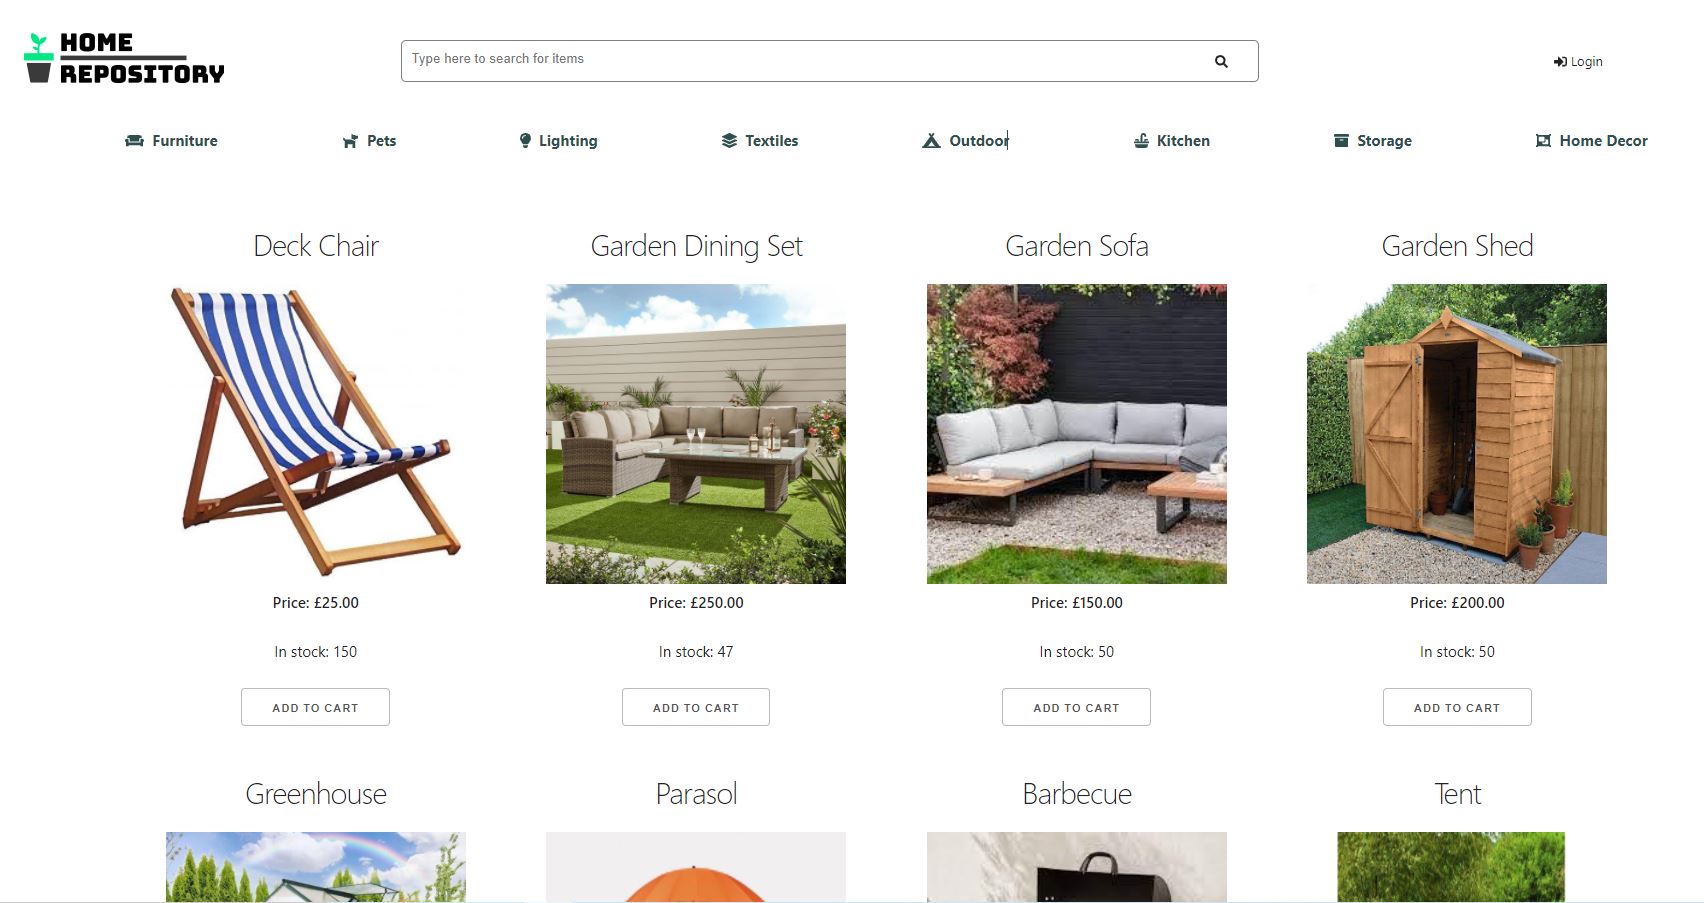 HOME
REPOSITORY
Type here to search for items
Login
Furniture
Pets
Lighting
Textiles
Outdoor
Kitchen
Storage
Home Decor
Deck Chair
Garden Dining Set
Garden Sofa
Garden Shed
Price: £25.00
Price: £250.00
Price: £150.00
Price: £200.00
In stock: 150
In stock: 47
In stock: 50
In stock: 50
ADD TO CART
ADD TO CART
ADD TO CART
ADD TO CART
Greenhouse
Parasol
Barbecue
Tent